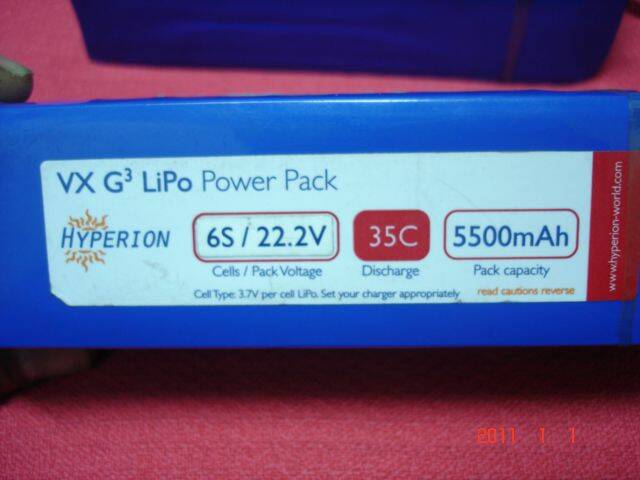 VX G³ LiPo Power Pack
HYPERION
6S / 22.2V
35C
5500mAh
Cells / Pack Voltage
Discharge
Pack capacity
Cell Type: 3.7V per cell LiPo. Set your charger appropriately
read cautions reverse
www.hyperion-world.com
2011 1 1